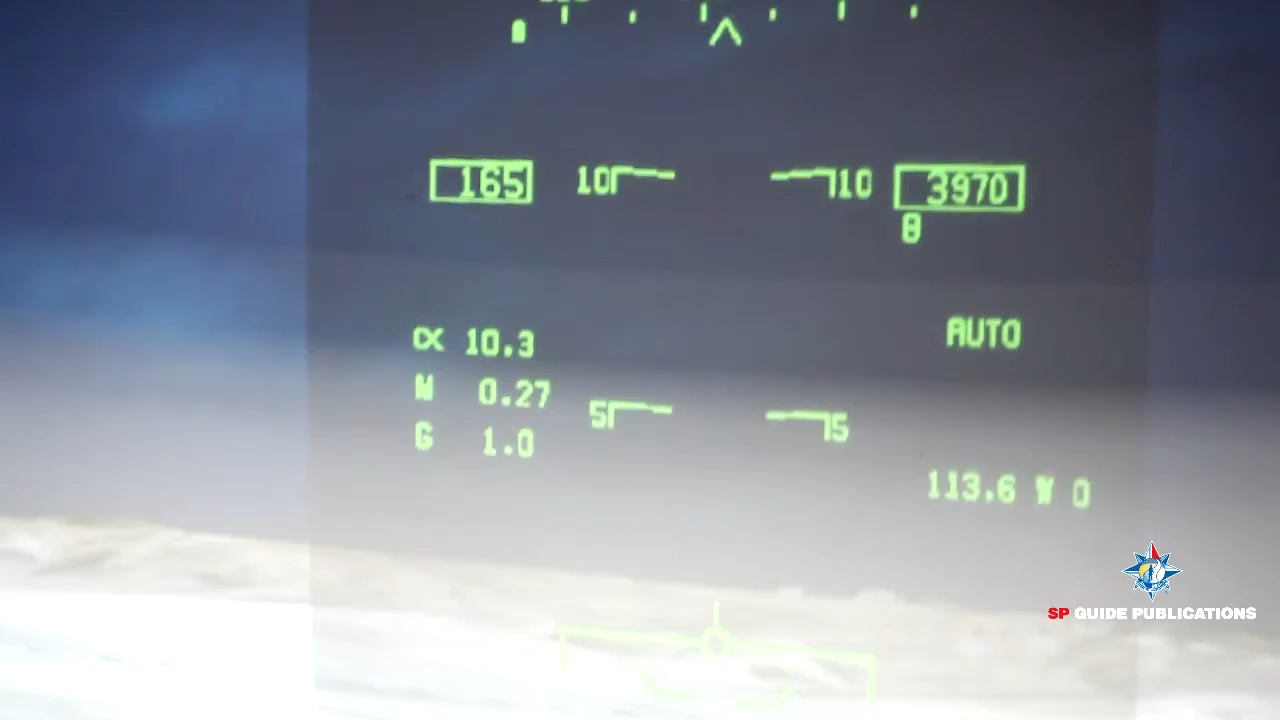 165 10 10 3970
B
AUTO
α 10.3
M 0.27
G 1.0
5 5
113.6 W 0
SP GUIDE PUBLICATIONS